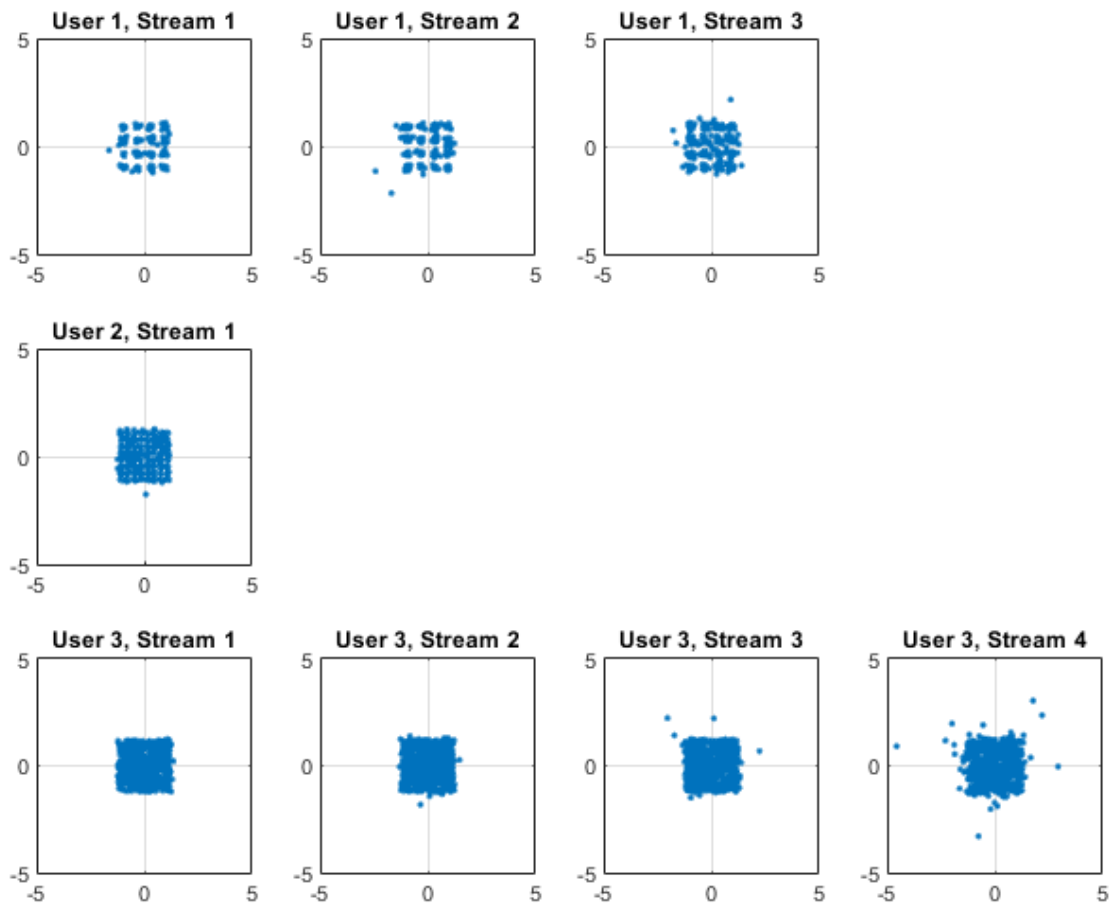 User 1, Stream 1
User 1, Stream 2
User 1, Stream 3
5
0
-5
-5 0 5
5
0
-5
-5 0 5
5
0
-5
-5 0 5
User 2, Stream 1
5
0
-5
-5 0 5
User 3, Stream 1
User 3, Stream 2
User 3, Stream 3
User 3, Stream 4
5
0
-5
-5 0 5
5
0
-5
-5 0 5
5
0
-5
-5 0 5
5
0
-5
-5 0 5